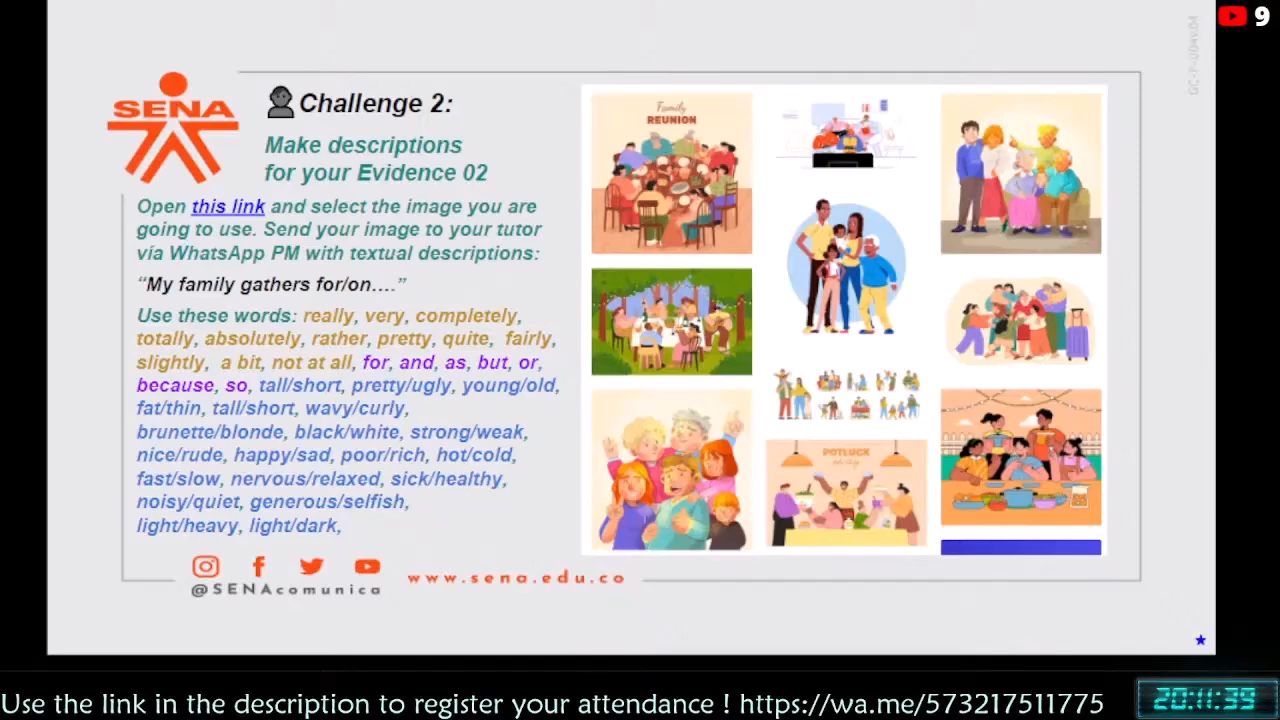 9
GC-F-004V.04
SENA
Challenge 2:
Make descriptions
for your Evidence 02
Open this link and select the image you are
going to use. Send your image to your tutor
vía WhatsApp PM with textual descriptions:
“My family gathers for/on….”
Use these words: really, very, completely,
totally, absolutely, rather, pretty, quite, fairly,
slightly, a bit, not at all, for, and, as, but, or,
because, so, tall/short, pretty/ugly, young/old,
fat/thin, tall/short, wavy/curly,
brunette/blonde, black/white, strong/weak,
nice/rude, happy/sad, poor/rich, hot/cold,
fast/slow, nervous/relaxed, sick/healthy,
noisy/quiet, generous/selfish,
light/heavy, light/dark,
Family
REUNION
POTLUCK
@SENAcomunica
www.sena.edu.co
Use the link in the description to register your attendance ! https://wa.me/573217511775
20:11:39